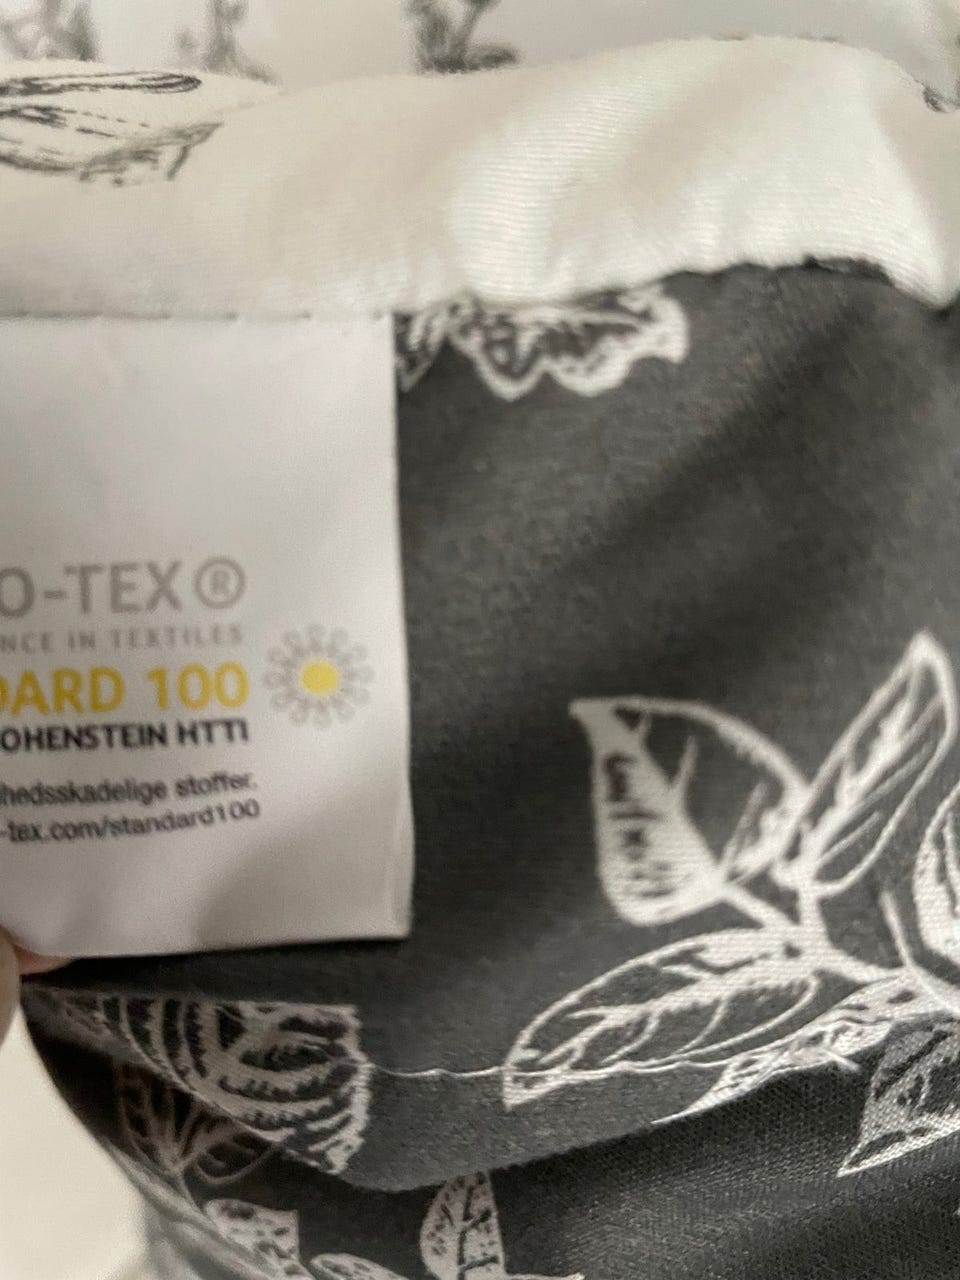 O-TEX®
NCE IN TEXTILES
DARD 100
OHENSTEIN HTTI
hedsskadelige stoffer.
-tex.com/standard100